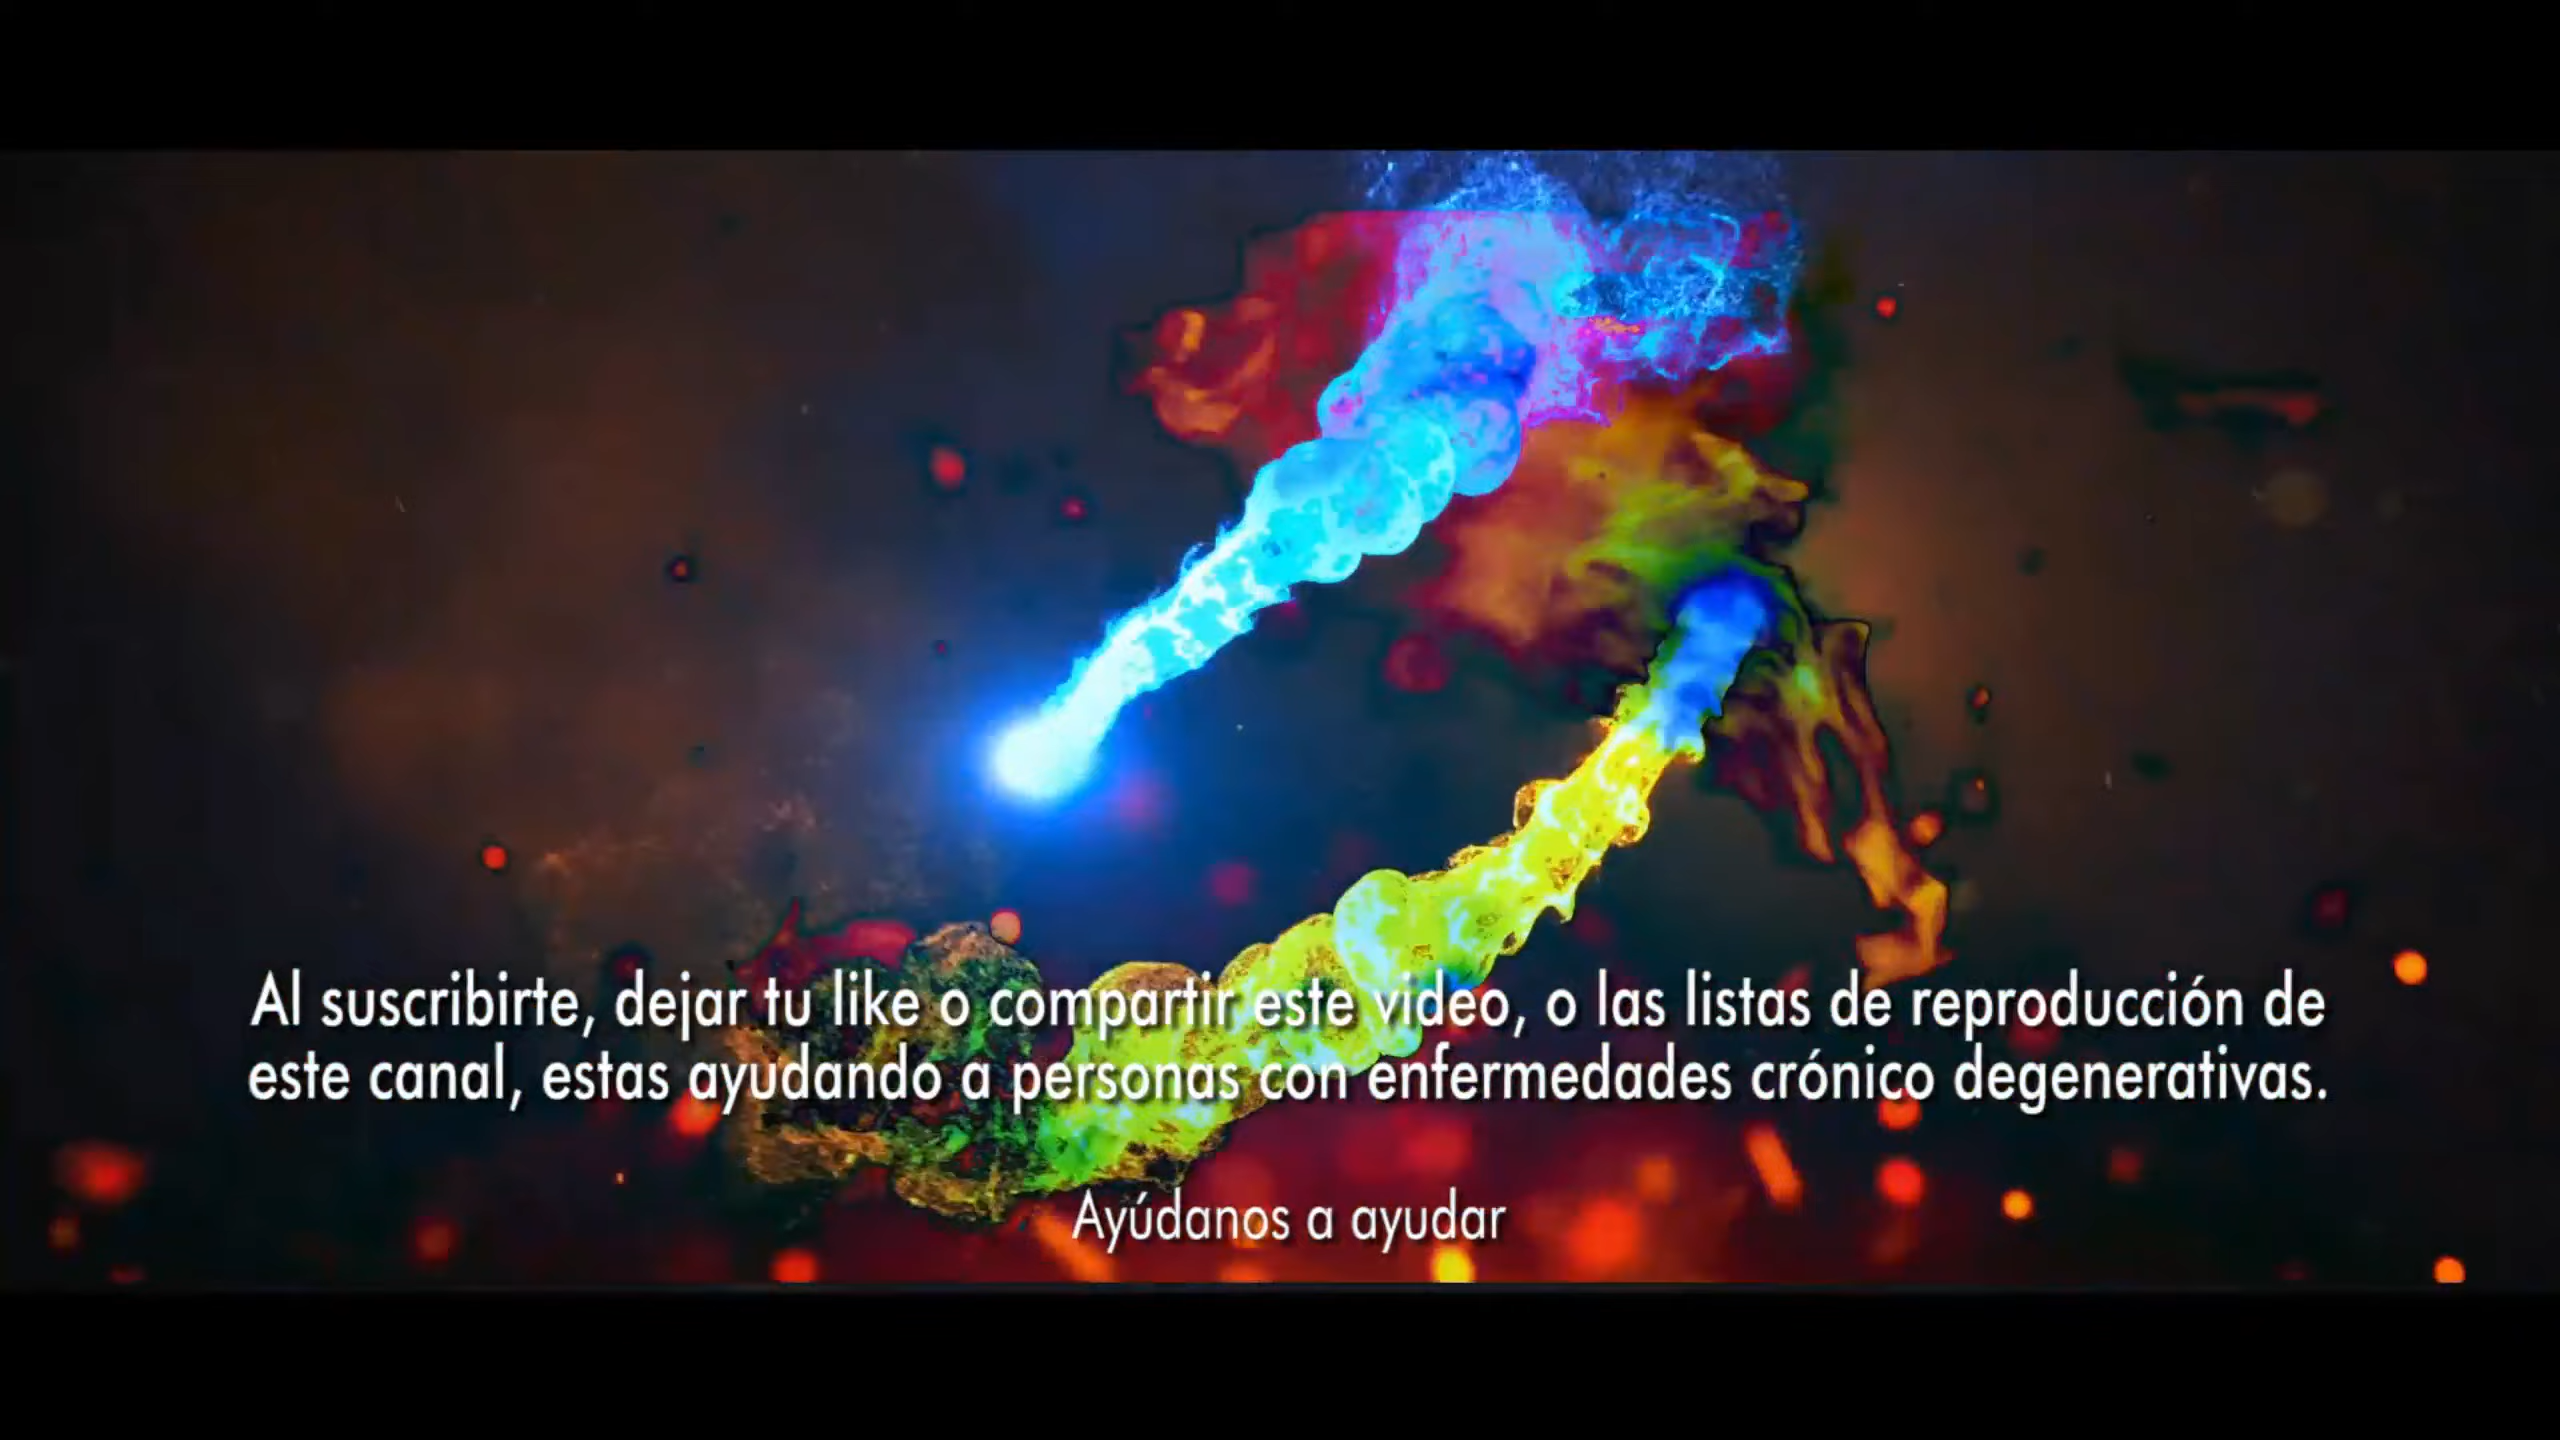 Al suscribirte, dejar tu like o compartir este video, o las listas de reproducción de
este canal, estas ayudando a personas con enfermedades crónico degenerativas.
Ayúdanos a ayudar